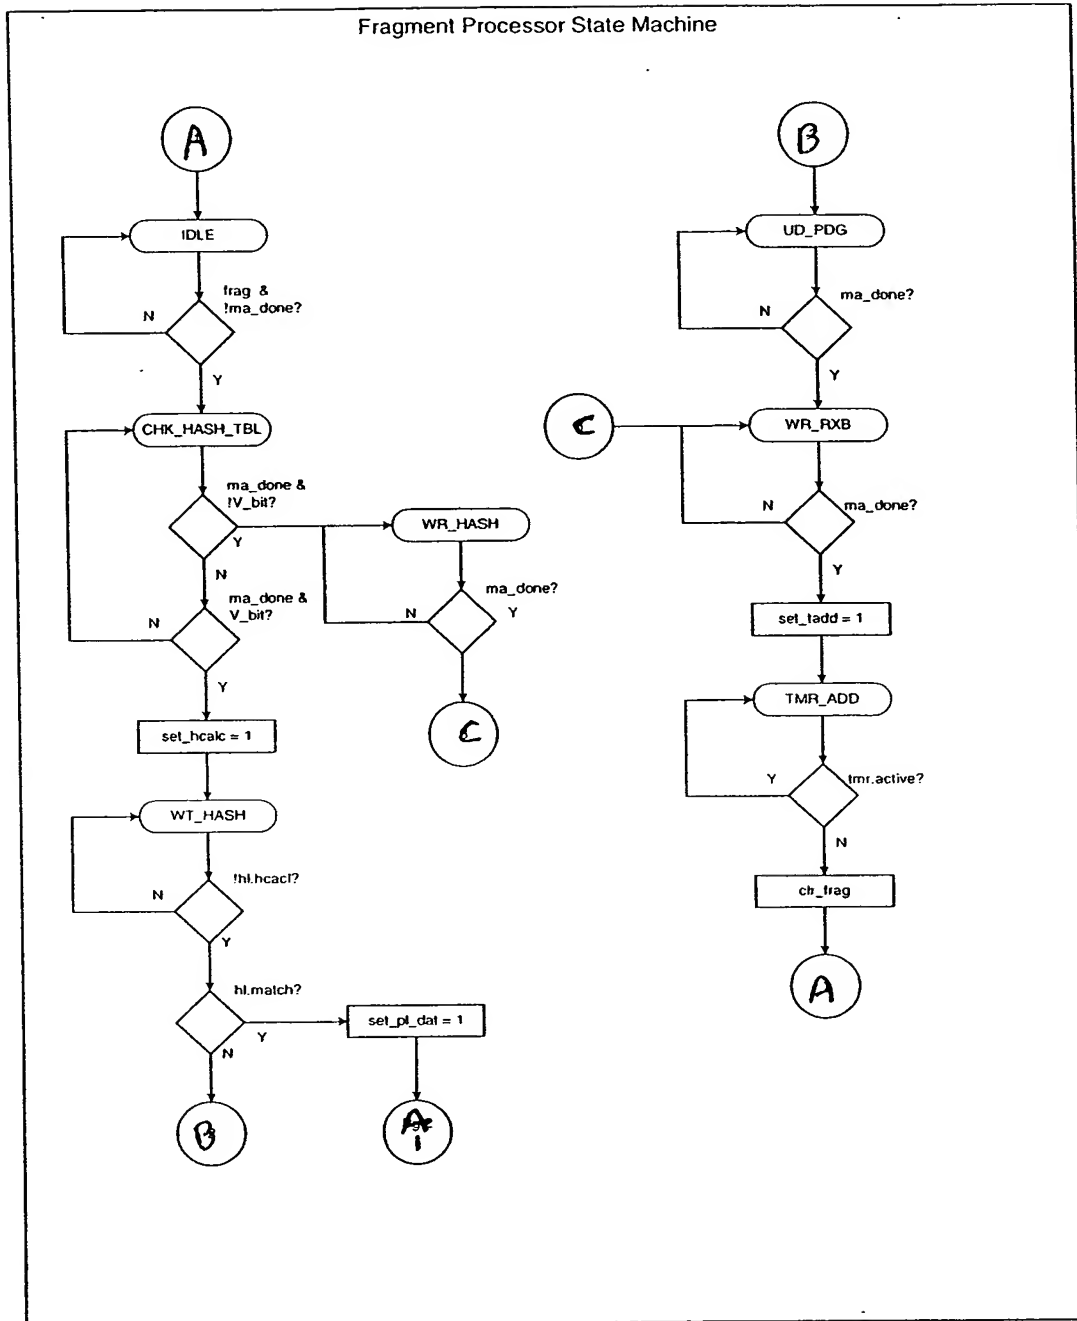 Fragment Processor State Machine
A
IDLE
frag &
!ma_done?
N
Y
CHK_HASH_TBL
ma_done &
!V_bit?
Y
N
WR_HASH
ma_done?
N
Y
C
ma_done &
V_bit?
N
Y
set_hcalc = 1
WT_HASH
!hl.hcacl?
N
Y
hl.match?
Y
N
set_pl_dat = 1
B
A
1
B
UD_PDG
ma_done?
N
Y
C
WR_RXB
ma_done?
N
Y
set_tadd = 1
TMR_ADD
tmr.active?
Y
N
clr_frag
A